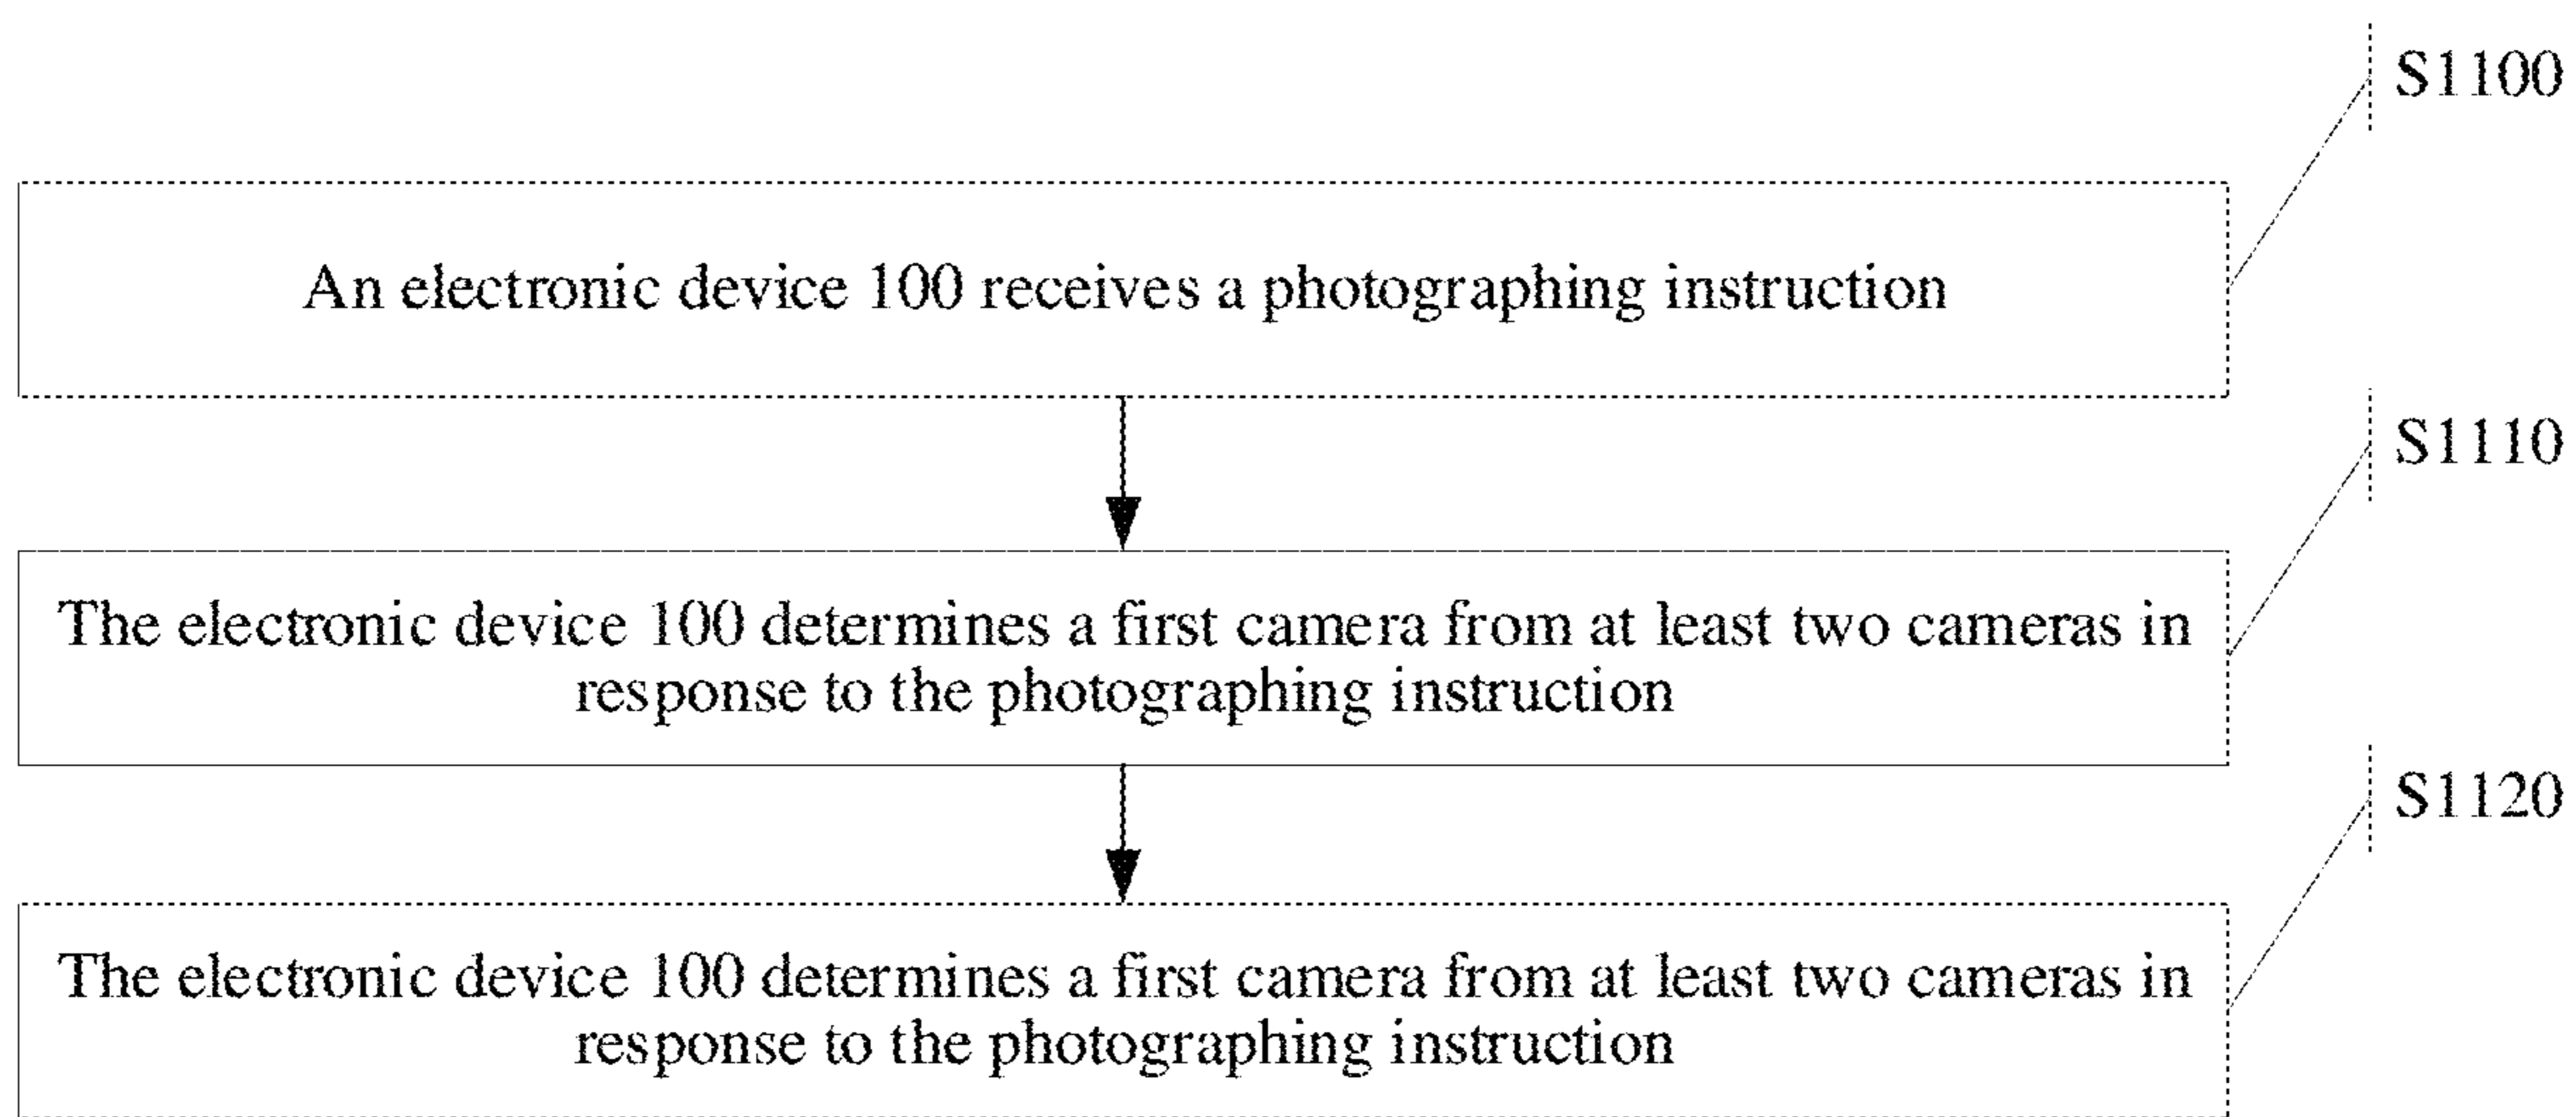 S1100
An electronic device 100 receives a photographing instruction
S1110
The electronic device 100 determines a first camera from at least two cameras in
response to the photographing instruction
S1120
The electronic device 100 determines a first camera from at least two cameras in
response to the photographing instruction